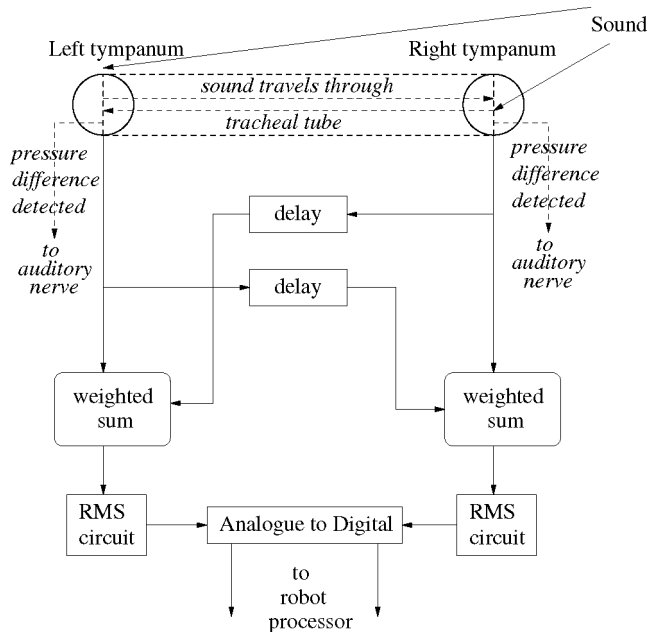 Sound
Left tympanum
Right tympanum
sound travels through
tracheal tube
pressure
difference
detected
to
auditory
nerve
pressure
difference
detected
to
auditory
nerve
delay
delay
weighted
sum
weighted
sum
RMS
circuit
Analogue to Digital
RMS
circuit
to
robot
processor